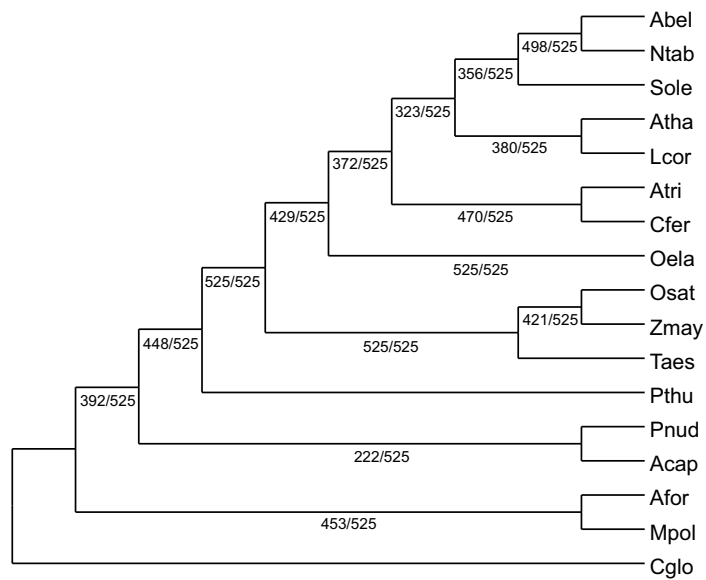 Abel
498/525
Ntab
356/525
Sole
323/525
Atha
380/525
Lcor
372/525
Atri
470/525
Cfer
429/525
Oela
525/525
525/525
Osat
421/525
Zmay
525/525
Taes
448/525
Pthu
392/525
Pnud
222/525
Acap
Afor
453/525
Mpol
Cglo